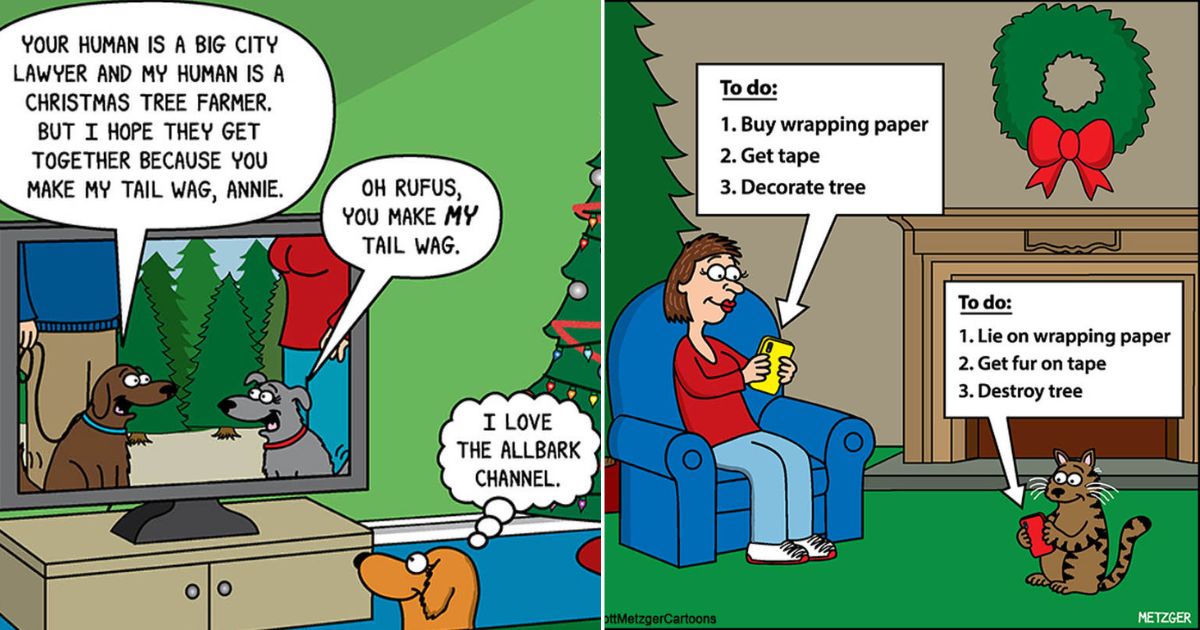 YOUR HUMAN IS A BIG CITY
LAWYER AND MY HUMAN IS A
CHRISTMAS TREE FARMER.
BUT I HOPE THEY GET
TOGETHER BECAUSE YOU
MAKE MY TAIL WAG, ANNIE.
OH RUFUS,
YOU MAKE MY
TAIL WAG.
I LOVE
THE ALLBARK
CHANNEL.
To do:
1. Buy wrapping paper
2. Get tape
3. Decorate tree
To do:
1. Lie on wrapping paper
2. Get fur on tape
3. Destroy tree
ottMetzgerCartoons
METZGER